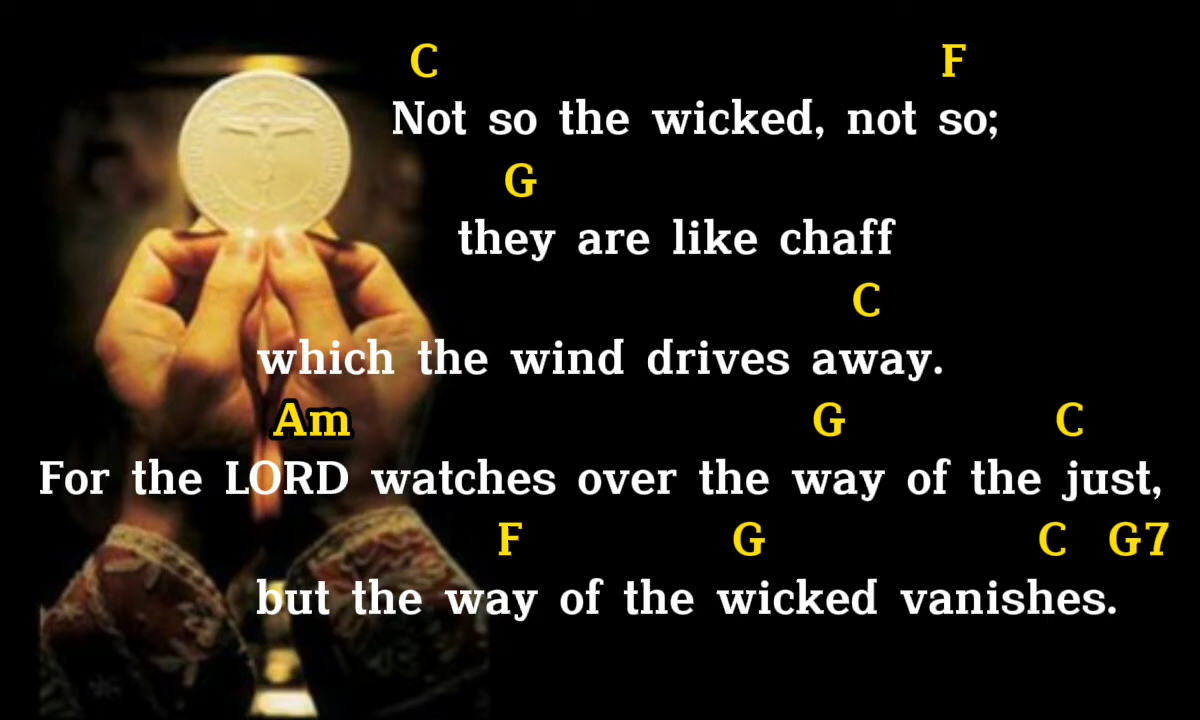 C F
Not so the wicked, not so;
G
they are like chaff
C
which the wind drives away.
Am G C
For the LORD watches over the way of the just,
F G C G7
but the way of the wicked vanishes.